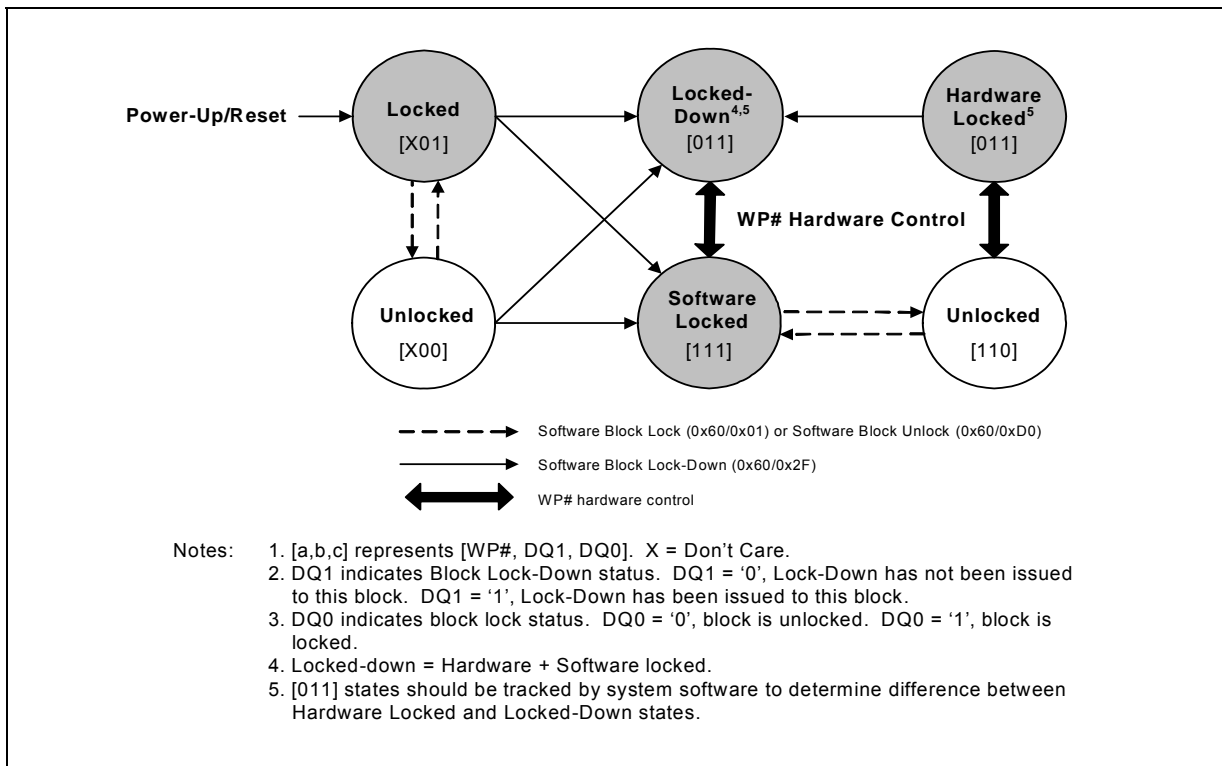 Power-Up/Reset
Locked
[X01]
Locked-
Down4,5
[011]
Hardware
Locked5
[011]
WP# Hardware Control
Unlocked
[X00]
Software
Locked
[111]
Unlocked
[110]
Software Block Lock (0x60/0x01) or Software Block Unlock (0x60/0xD0)
Software Block Lock-Down (0x60/0x2F)
WP# hardware control
Notes: 1. [a,b,c] represents [WP#, DQ1, DQ0]. X = Don't Care.
2. DQ1 indicates Block Lock-Down status. DQ1 = ‘0’, Lock-Down has not been issued
to this block. DQ1 = ‘1’, Lock-Down has been issued to this block.
3. DQ0 indicates block lock status. DQ0 = ‘0’, block is unlocked. DQ0 = ‘1’, block is
locked.
4. Locked-down = Hardware + Software locked.
5. [011] states should be tracked by system software to determine difference between
Hardware Locked and Locked-Down states.